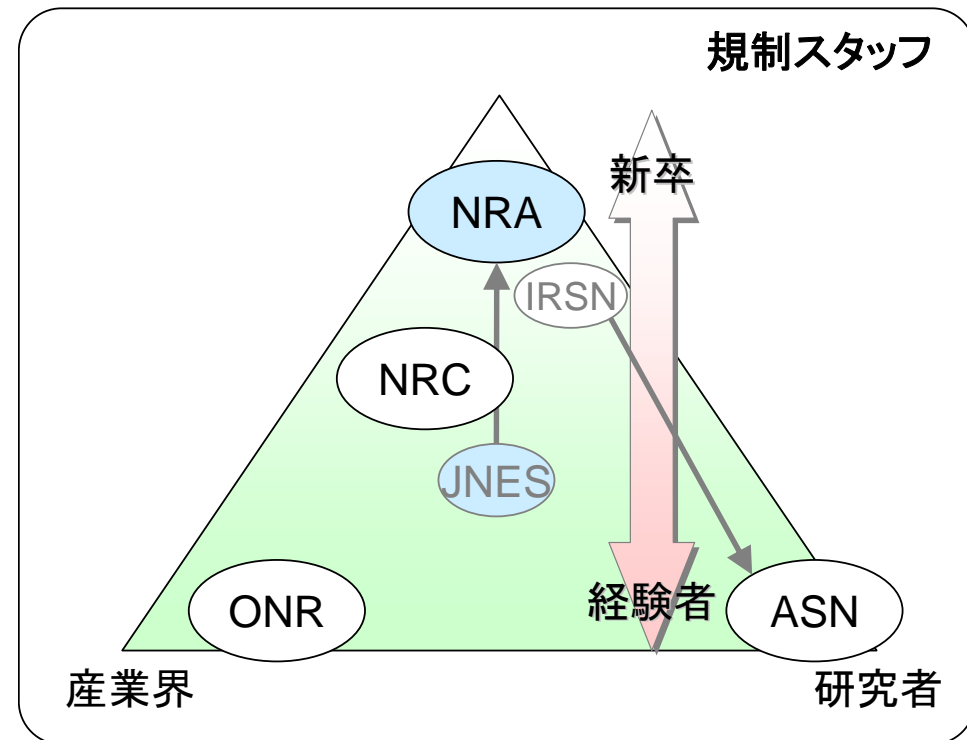 規制スタッフ
新卒
NRA
IRSN
NRC
JNES
ONR
経験者
ASN
産業界
研究者